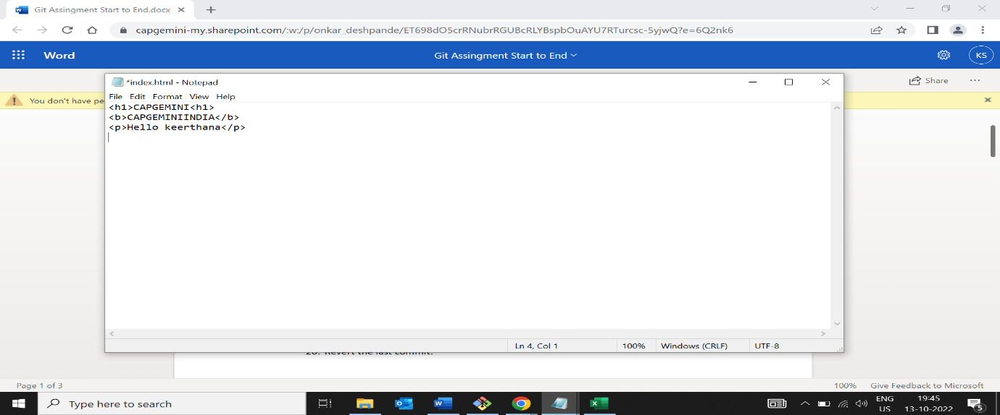 Git Assingment Start to End.docx
capgemini-my.sharepoint.com/:w:/p/onkar_deshpande/ET698dO5crRNubrRGUBcRLYBspbOuAYU7RTurcsc-5yjwQ?e=6Q2nk6
Word
Git Assingment Start to End
KS
Share
You don't have pe
*index.html - Notepad
File Edit Format View Help
<h1>CAPGEMINI<h1>
<b>CAPGEMINIINDIA</b>
<p>Hello keerthana</p>
Ln 4, Col 1
100%
Windows (CRLF)
UTF-8
Revert the last commit.
Page 1 of 3
100%
Give Feedback to Microsoft
Type here to search
ENG
US
19:45
13-10-2022
5